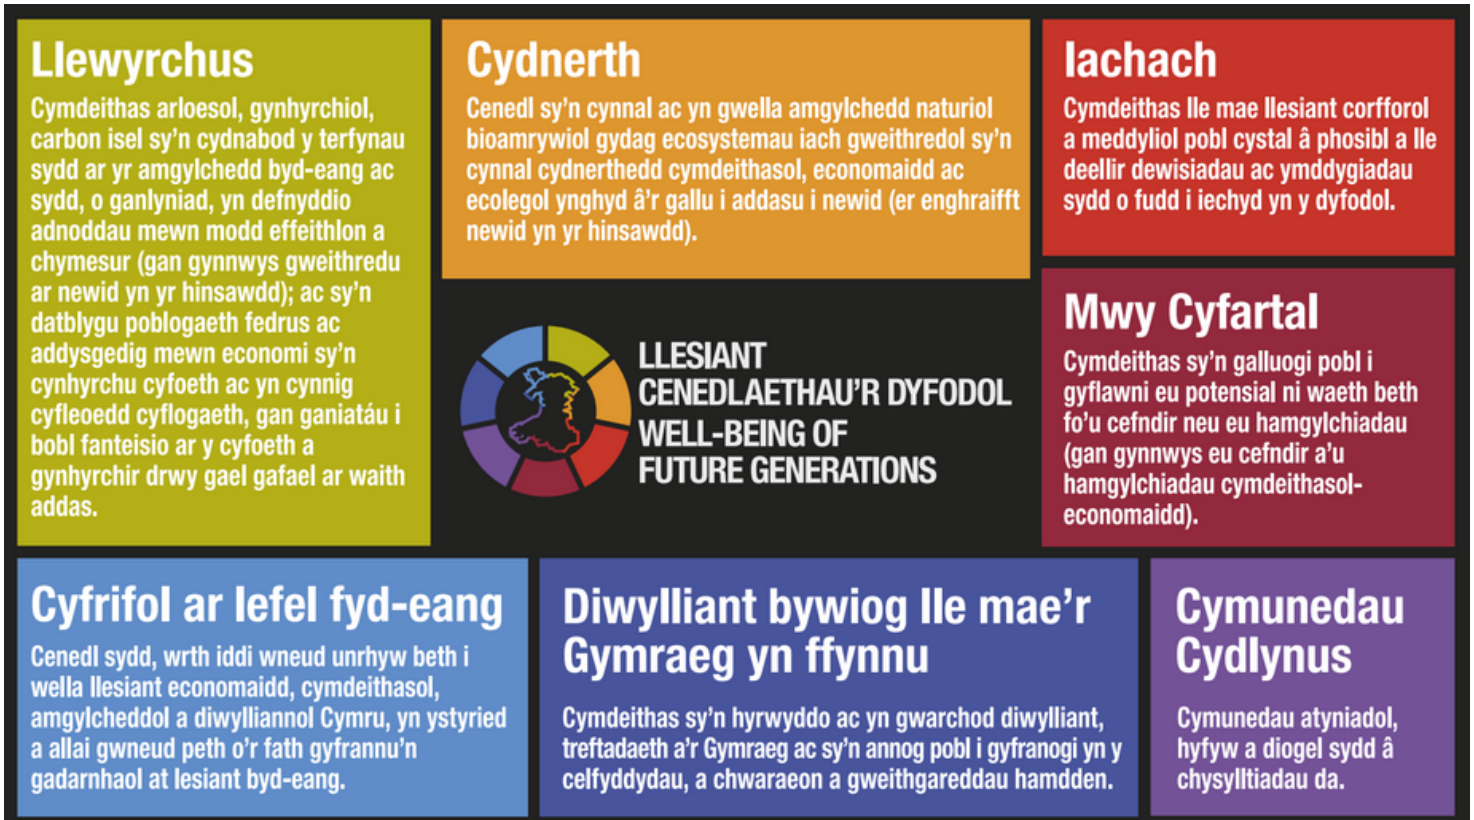 Llewyrchus
Cymdeithas arloesol, gynhyrchiol,
carbon isel sy'n cydnabod y terfynau
sydd ar yr amgylchedd byd-eang ac
sydd, o ganlyniad, yn defnyddio
adnoddau mewn modd effeithlon a
chymesur (gan gynnwys gweithredu
ar newid yn yr hinsawdd); ac sy'n
datblygu poblogaeth fedrus ac
addysgedig mewn economi sy'n
cynhyrchu cyfoeth ac yn cynnig
cyfleoedd cyflogaeth, gan ganiatáu i
bobl fanteisio ar y cyfoeth a
gynhyrchir drwy gael gafael ar waith
addas.
Cydnerth
Cenedl sy'n cynnal ac yn gwella amgylchedd naturiol
bioamrywiol gydag ecosystemau iach gweithredol sy'n
cynnal cydnerthedd cymdeithasol, economaidd ac
ecolegol ynghyd â'r gallu i addasu i newid (er enghraifft
newid yn yr hinsawdd).
Iachach
Cymdeithas lle mae llesiant corfforol
a meddyliol pobl cystal â phosibl a lle
deellir dewisiadau ac ymddygiadau
sydd o fudd i iechyd yn y dyfodol.
Mwy Cyfartal
Cymdeithas sy'n galluogi pobl i
gyflawni eu potensial ni waeth beth
fo'u cefndir neu eu hamgylchiadau
(gan gynnwys eu cefndir a'u
hamgylchiadau cymdeithasol-
economaidd).
LLESIANT
CENEDLAETHAU'R DYFODOL
WELL-BEING OF
FUTURE GENERATIONS
Cyfrifol ar lefel fyd-eang
Cenedl sydd, wrth iddi wneud unrhyw beth i
wella llesiant economaidd, cymdeithasol,
amgylcheddol a diwylliannol Cymru, yn ystyried
a allai gwneud peth o'r fath gyfrannu'n
gadarnhaol at lesiant byd-eang.
Diwylliant bywiog lle mae'r
Gymraeg yn ffynnu
Cymdeithas sy'n hyrwyddo ac yn gwarchod diwylliant,
treftadaeth a'r Gymraeg ac sy'n annog pobl i gyfranogi yn y
celfyddydau, a chwaraeon a gweithgareddau hamdden.
Cymunedau
Cydlynus
Cymunedau atyniadol,
hyfyw a diogel sydd â
chysylltiadau da.